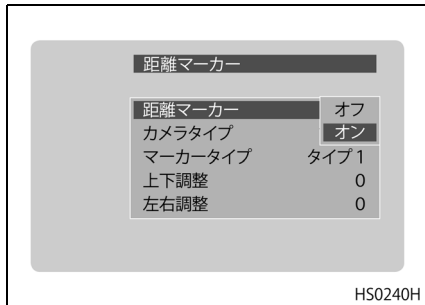 距離マーカー
距離マーカー オフ
カメラタイプ オン
マーカータイプ タイプ1
上下調整 0
左右調整 0
HS0240H